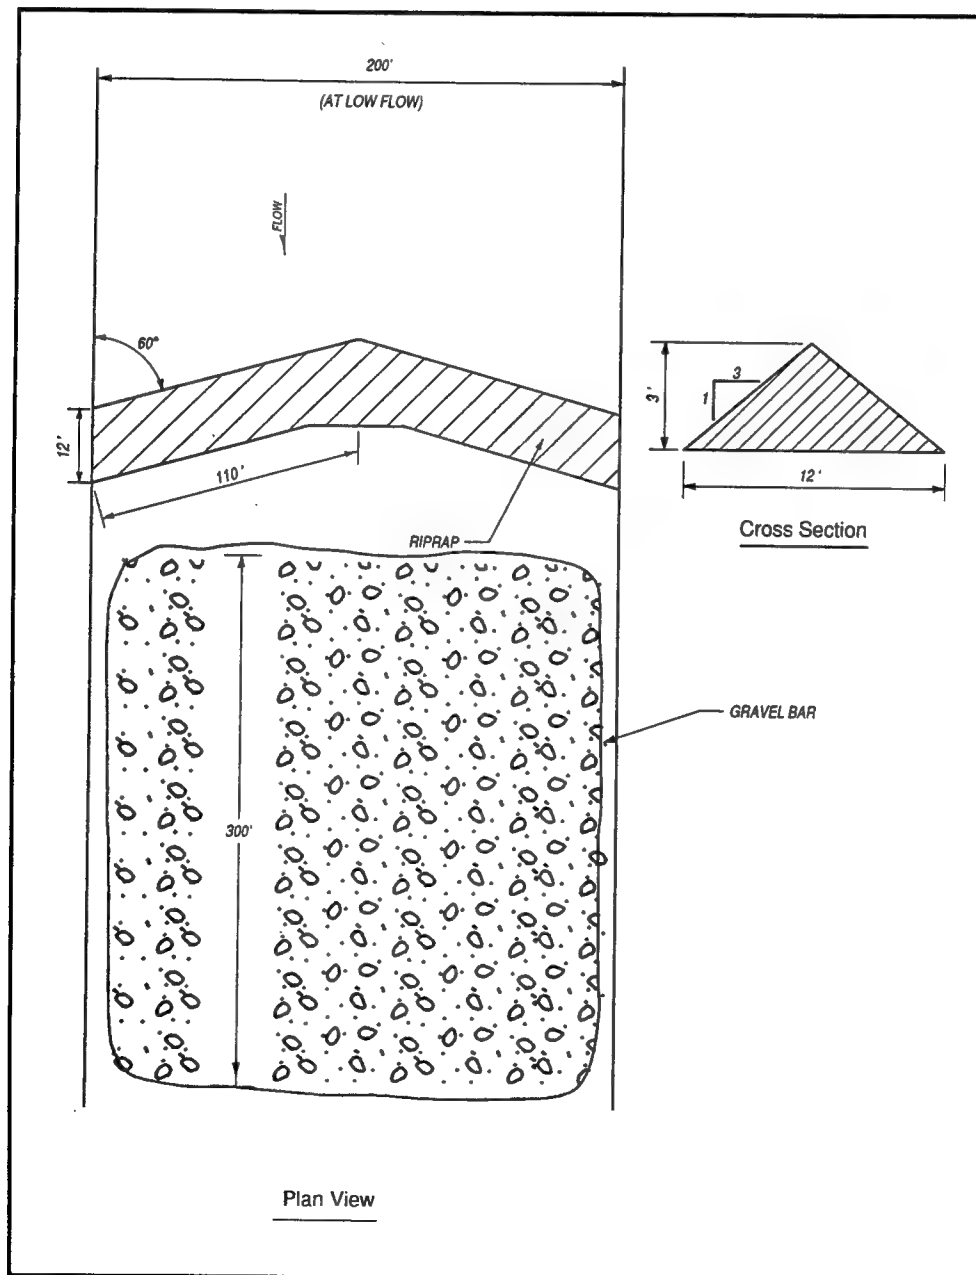 200'
(AT LOW FLOW)
FLOW
60°
12'
110'
RIPRAP
3'
3
1
12'
Cross Section
GRAVEL BAR
300'
Plan View